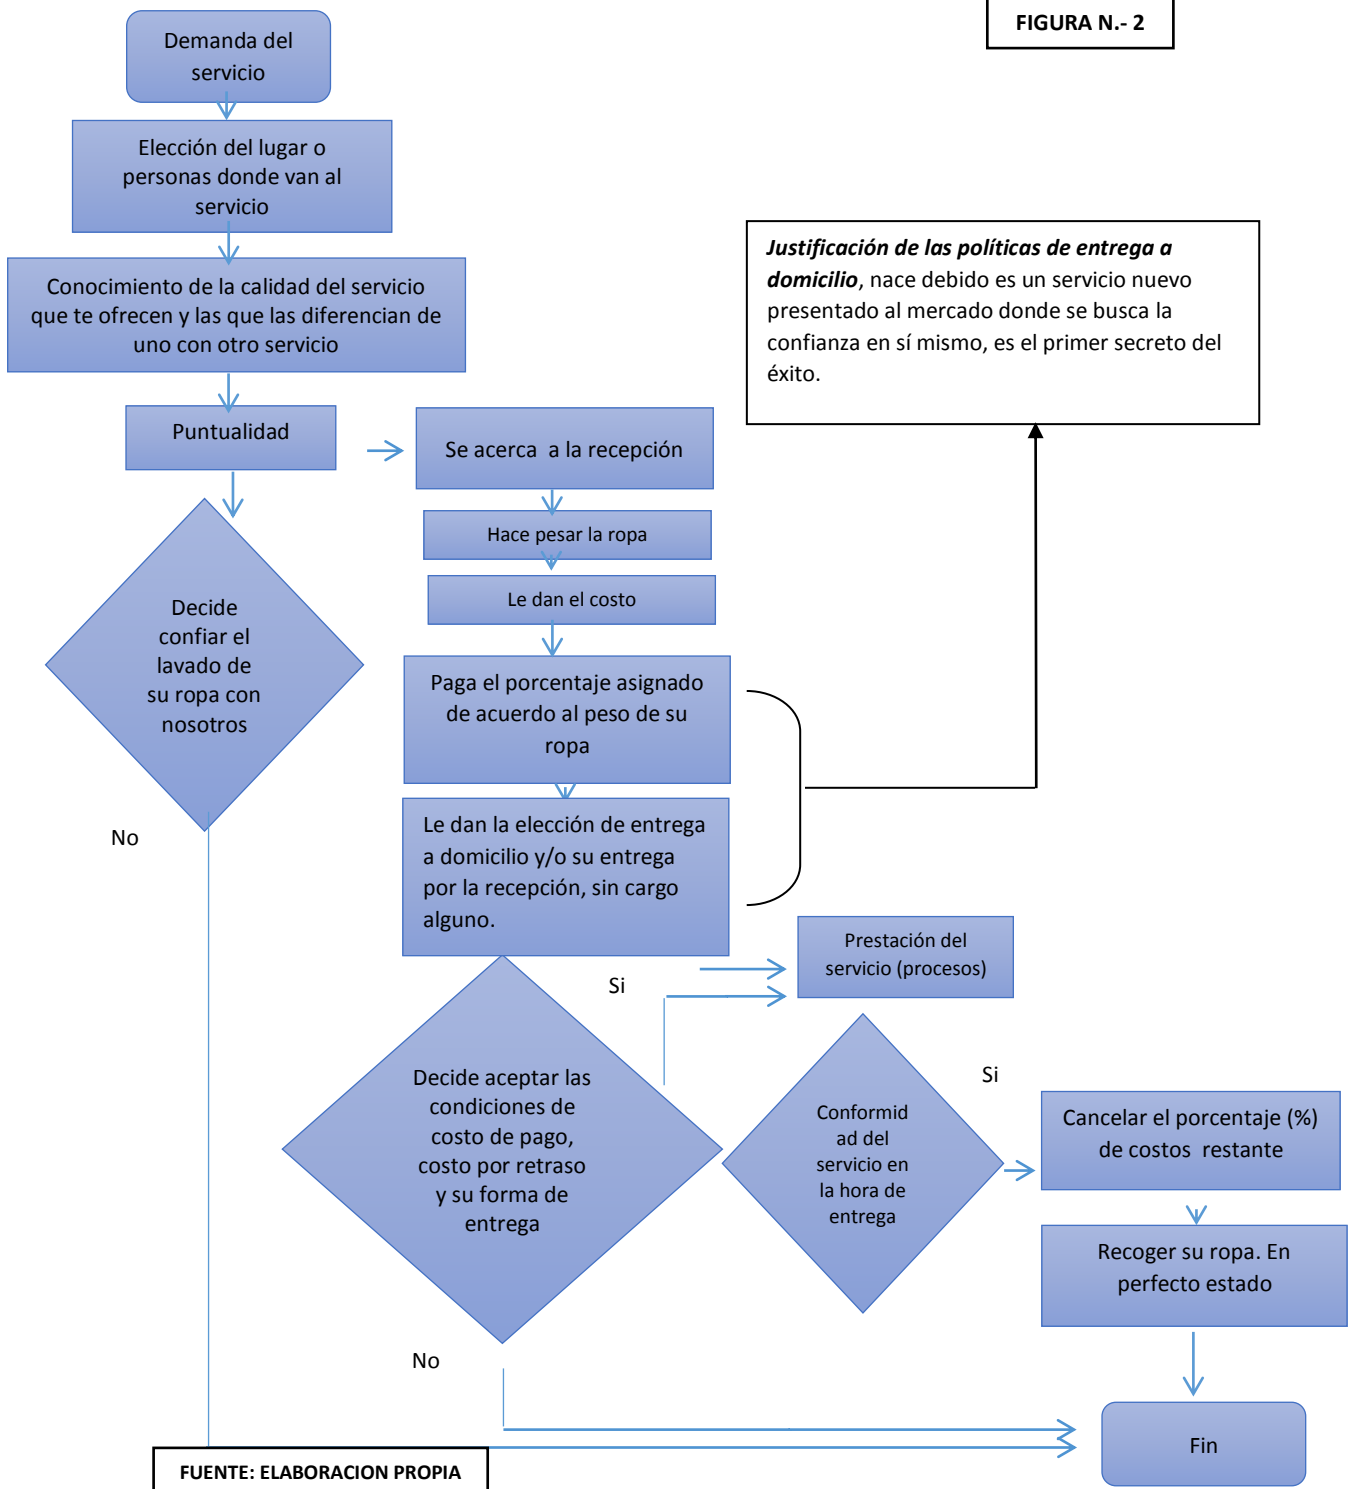 FIGURA N.- 2
Demanda del
servicio
Elección del lugar o
personas donde van al
servicio
Conocimiento de la calidad del servicio
que te ofrecen y las que las diferencian de
uno con otro servicio
Justificación de las políticas de entrega a
domicilio, nace debido es un servicio nuevo
presentado al mercado donde se busca la
confianza en sí mismo, es el primer secreto del
éxito.
Puntualidad
Se acerca  a la recepción
Hace pesar la ropa
Le dan el costo
Decide
confiar el
lavado de
su ropa con
nosotros
Paga el porcentaje asignado
de acuerdo al peso de su
ropa
No
Le dan la elección de entrega
a domicilio y/o su entrega
por la recepción, sin cargo
alguno.
Prestación del
servicio (procesos)
Si
Decide aceptar las
condiciones de
costo de pago,
costo por retraso
y su forma de
entrega
Si
Conformid
ad del
servicio en
la hora de
entrega
Cancelar el porcentaje (%)
de costos  restante
Recoger su ropa. En
perfecto estado
No
Fin
FUENTE: ELABORACION PROPIA